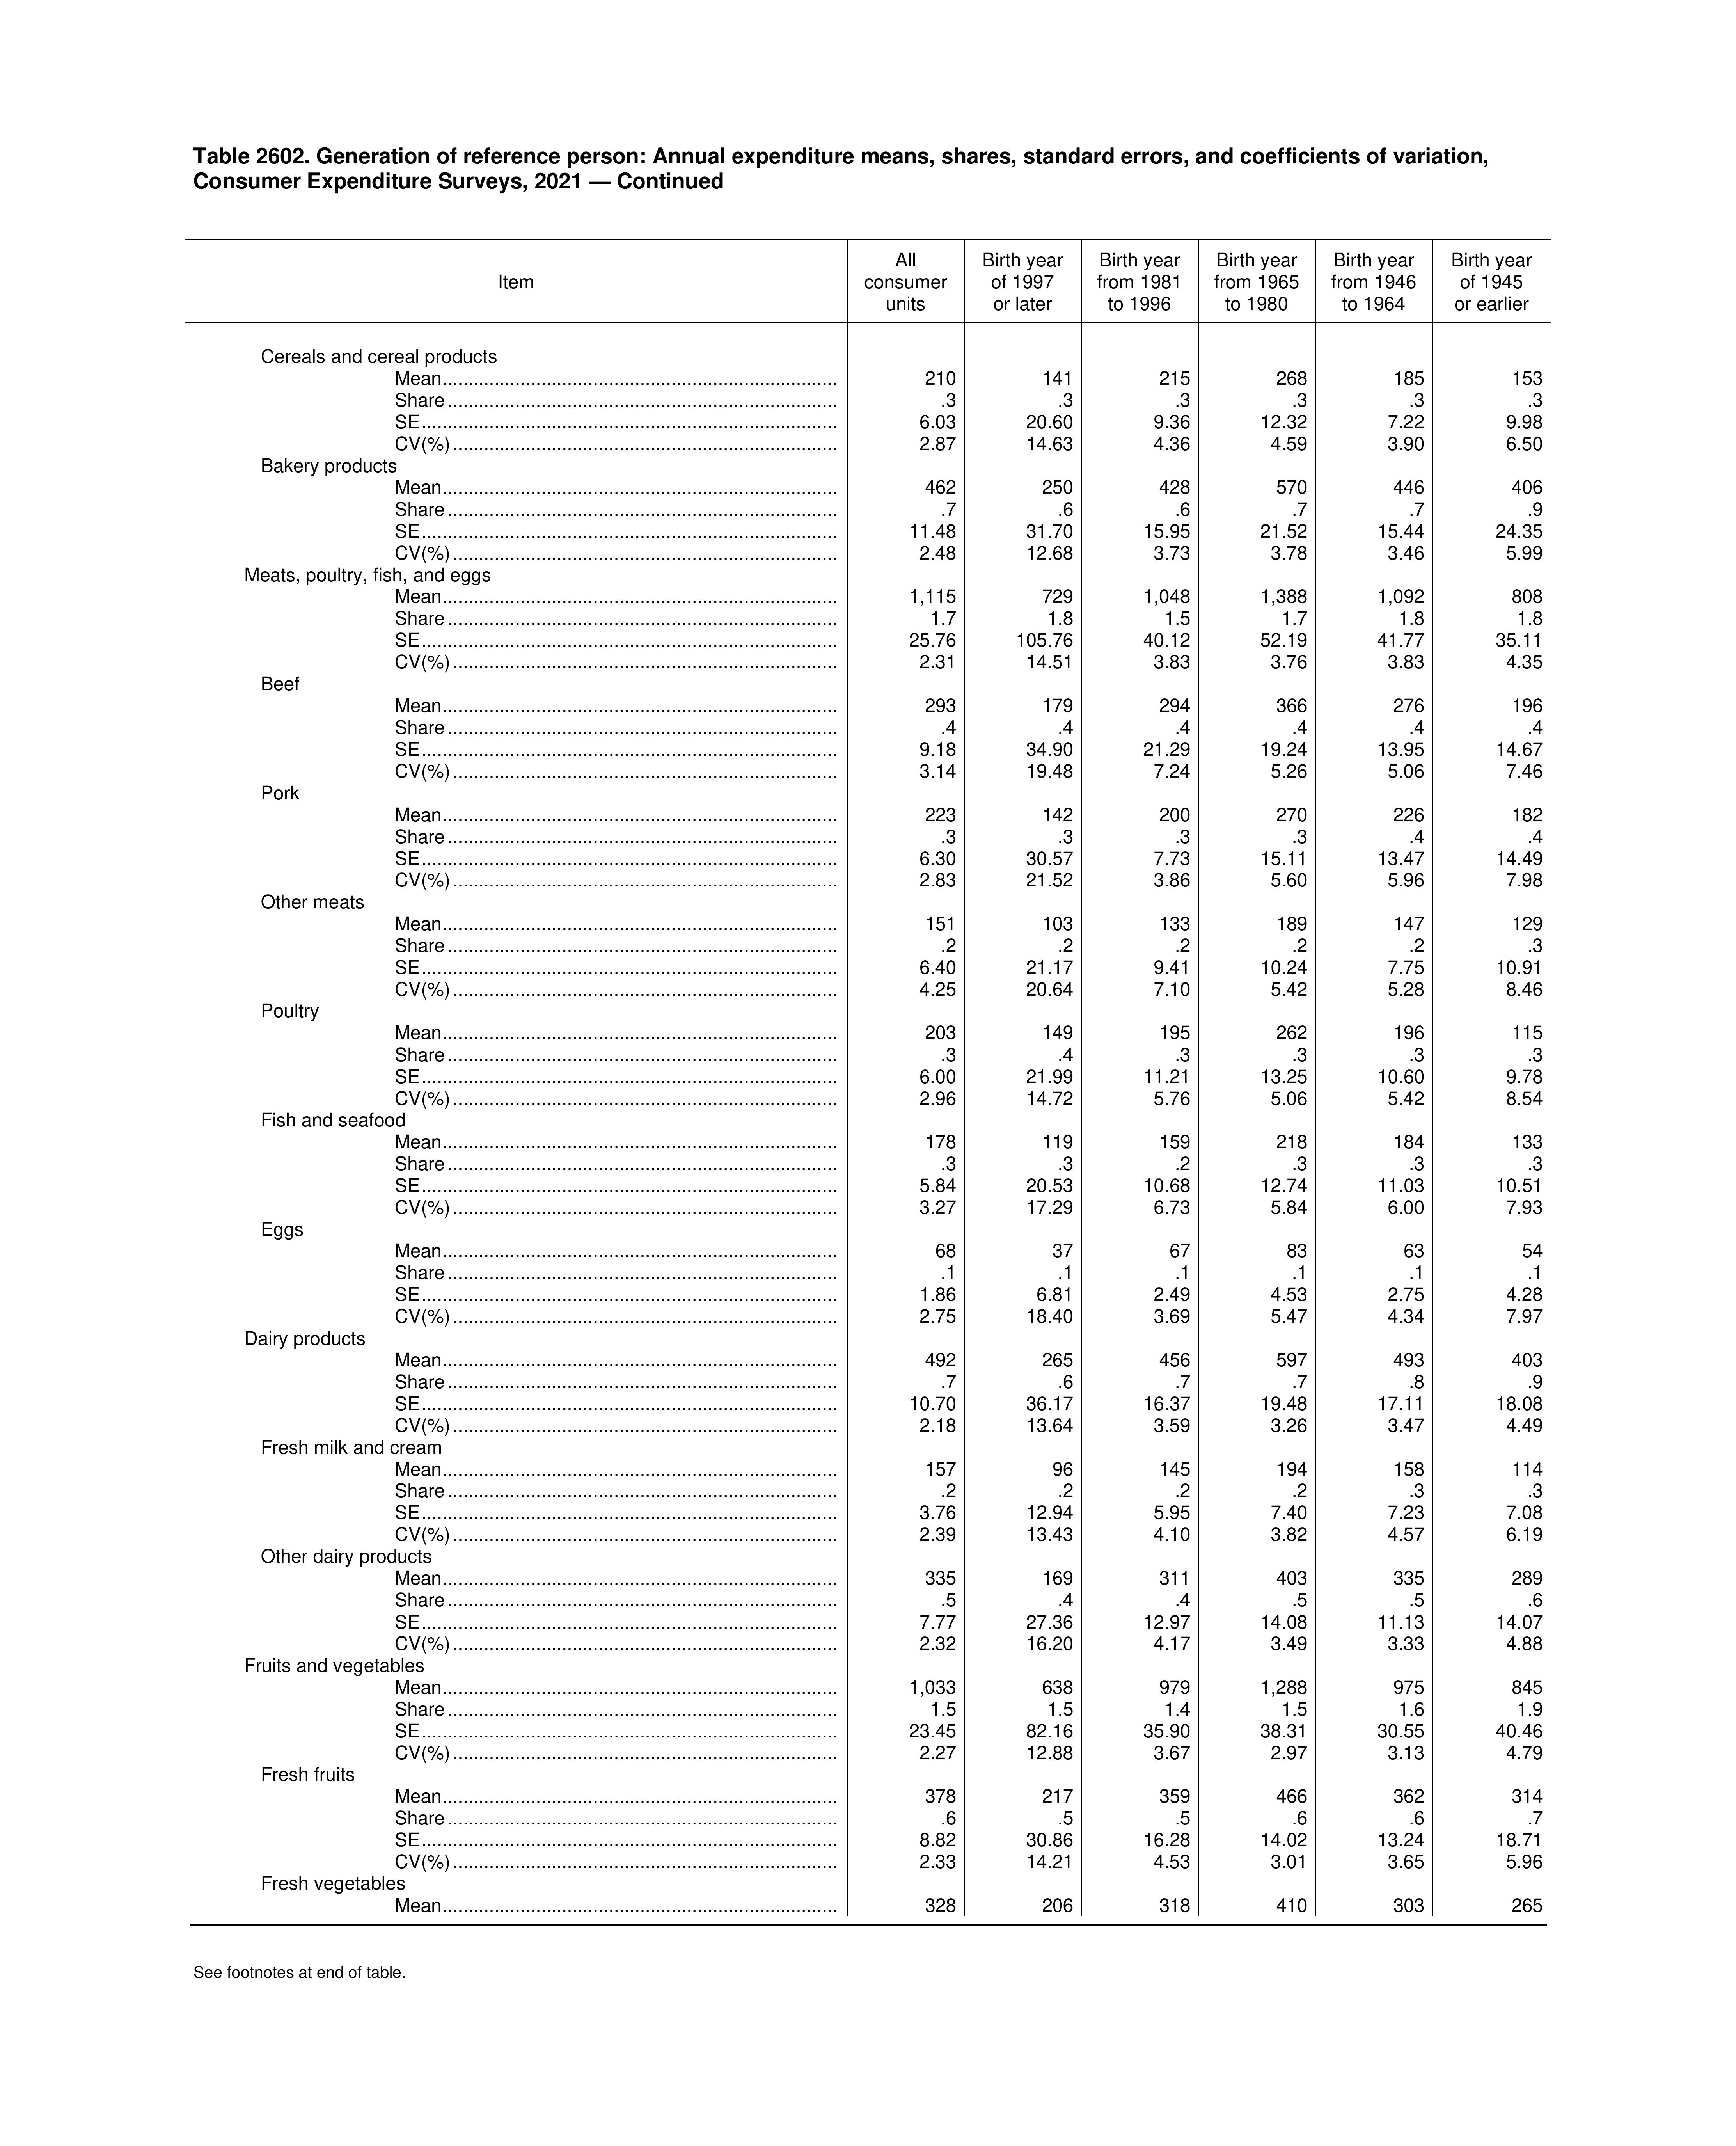 Table 2602. Generation of reference person: Annual expenditure means, shares, standard errors, and coefficients of variation,
Consumer Expenditure Surveys, 2021 — Continued
Item
All consumer units
Birth year of 1997 or later
Birth year from 1981 to 1996
Birth year from 1965 to 1980
Birth year from 1946 to 1964
Birth year of 1945 or earlier
Cereals and cereal products
Mean 210 141 215 268 185 153
Share .3 .3 .3 .3 .3 .3
SE 6.03 20.60 9.36 12.32 7.22 9.98
CV(%) 2.87 14.63 4.36 4.59 3.90 6.50
Bakery products
Mean 462 250 428 570 446 406
Share .7 .6 .6 .7 .7 .9
SE 11.48 31.70 15.95 21.52 15.44 24.35
CV(%) 2.48 12.68 3.73 3.78 3.46 5.99
Meats, poultry, fish, and eggs
Mean 1,115 729 1,048 1,388 1,092 808
Share 1.7 1.8 1.5 1.7 1.8 1.8
SE 25.76 105.76 40.12 52.19 41.77 35.11
CV(%) 2.31 14.51 3.83 3.76 3.83 4.35
Beef
Mean 293 179 294 366 276 196
Share .4 .4 .4 .4 .4 .4
SE 9.18 34.90 21.29 19.24 13.95 14.67
CV(%) 3.14 19.48 7.24 5.26 5.06 7.46
Pork
Mean 223 142 200 270 226 182
Share .3 .3 .3 .3 .4 .4
SE 6.30 30.57 7.73 15.11 13.47 14.49
CV(%) 2.83 21.52 3.86 5.60 5.96 7.98
Other meats
Mean 151 103 133 189 147 129
Share .2 .2 .2 .2 .2 .3
SE 6.40 21.17 9.41 10.24 7.75 10.91
CV(%) 4.25 20.64 7.10 5.42 5.28 8.46
Poultry
Mean 203 149 195 262 196 115
Share .3 .4 .3 .3 .3 .3
SE 6.00 21.99 11.21 13.25 10.60 9.78
CV(%) 2.96 14.72 5.76 5.06 5.42 8.54
Fish and seafood
Mean 178 119 159 218 184 133
Share .3 .3 .2 .3 .3 .3
SE 5.84 20.53 10.68 12.74 11.03 10.51
CV(%) 3.27 17.29 6.73 5.84 6.00 7.93
Eggs
Mean 68 37 67 83 63 54
Share .1 .1 .1 .1 .1 .1
SE 1.86 6.81 2.49 4.53 2.75 4.28
CV(%) 2.75 18.40 3.69 5.47 4.34 7.97
Dairy products
Mean 492 265 456 597 493 403
Share .7 .6 .7 .7 .8 .9
SE 10.70 36.17 16.37 19.48 17.11 18.08
CV(%) 2.18 13.64 3.59 3.26 3.47 4.49
Fresh milk and cream
Mean 157 96 145 194 158 114
Share .2 .2 .2 .2 .3 .3
SE 3.76 12.94 5.95 7.40 7.23 7.08
CV(%) 2.39 13.43 4.10 3.82 4.57 6.19
Other dairy products
Mean 335 169 311 403 335 289
Share .5 .4 .4 .5 .5 .6
SE 7.77 27.36 12.97 14.08 11.13 14.07
CV(%) 2.32 16.20 4.17 3.49 3.33 4.88
Fruits and vegetables
Mean 1,033 638 979 1,288 975 845
Share 1.5 1.5 1.4 1.5 1.6 1.9
SE 23.45 82.16 35.90 38.31 30.55 40.46
CV(%) 2.27 12.88 3.67 2.97 3.13 4.79
Fresh fruits
Mean 378 217 359 466 362 314
Share .6 .5 .5 .6 .6 .7
SE 8.82 30.86 16.28 14.02 13.24 18.71
CV(%) 2.33 14.21 4.53 3.01 3.65 5.96
Fresh vegetables
Mean 328 206 318 410 303 265
See footnotes at end of table.